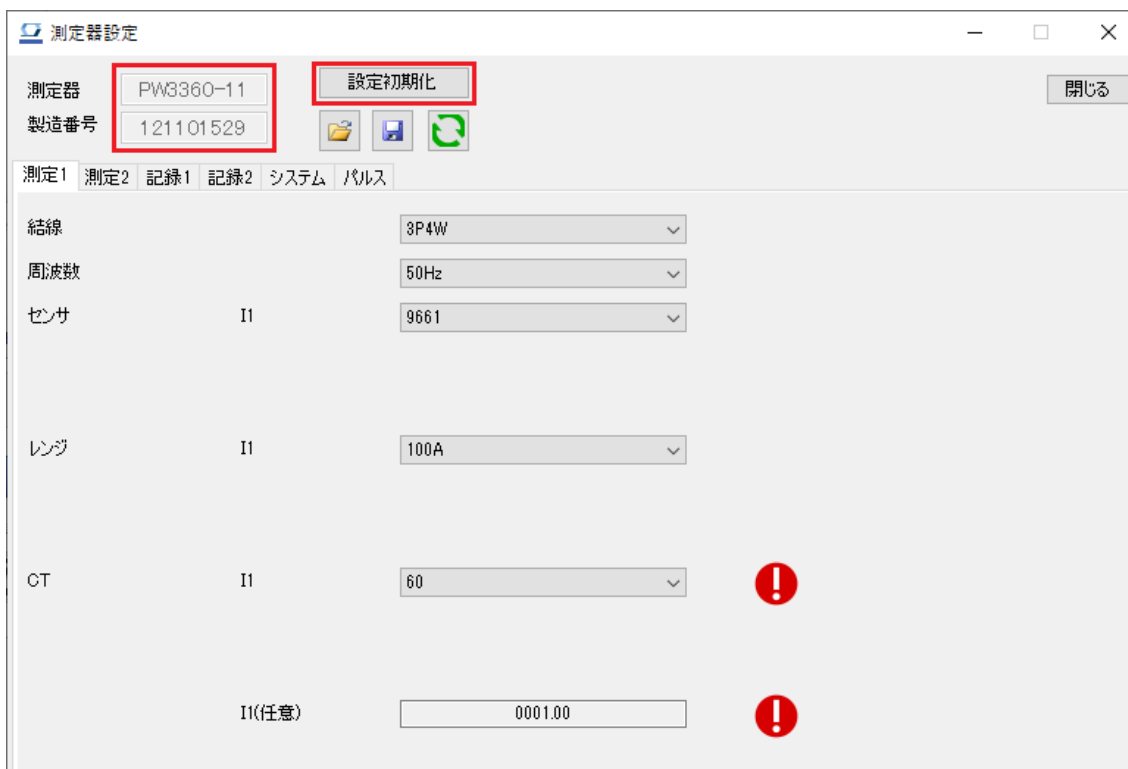 測定器設定
測定器 PW3360-11 設定初期化 閉じる
製造番号 121101529
測定1 測定2 記録1 記録2 システム パルス
結線 3P4W
周波数 50Hz
センサ I1 9661
レンジ I1 100A
CT I1 60
I1(任意) 0001.00